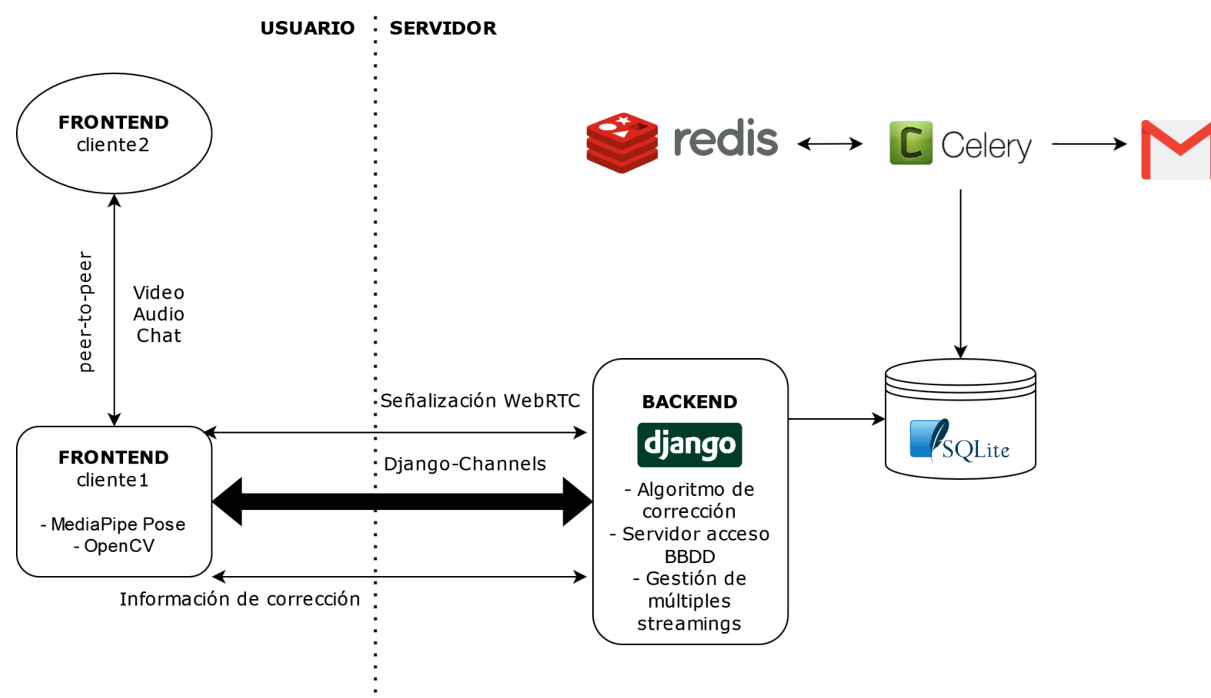 USUARIO
SERVIDOR
FRONTEND
cliente2
redis
C Celery
peer-to-peer
Video
Audio
Chat
Señalización WebRTC
Django-Channels
Información de corrección
FRONTEND
cliente1
- MediaPipe Pose
- OpenCV
BACKEND
django
- Algoritmo de
corrección
- Servidor acceso
BBDD
- Gestión de
múltiples
streamings
SQLite